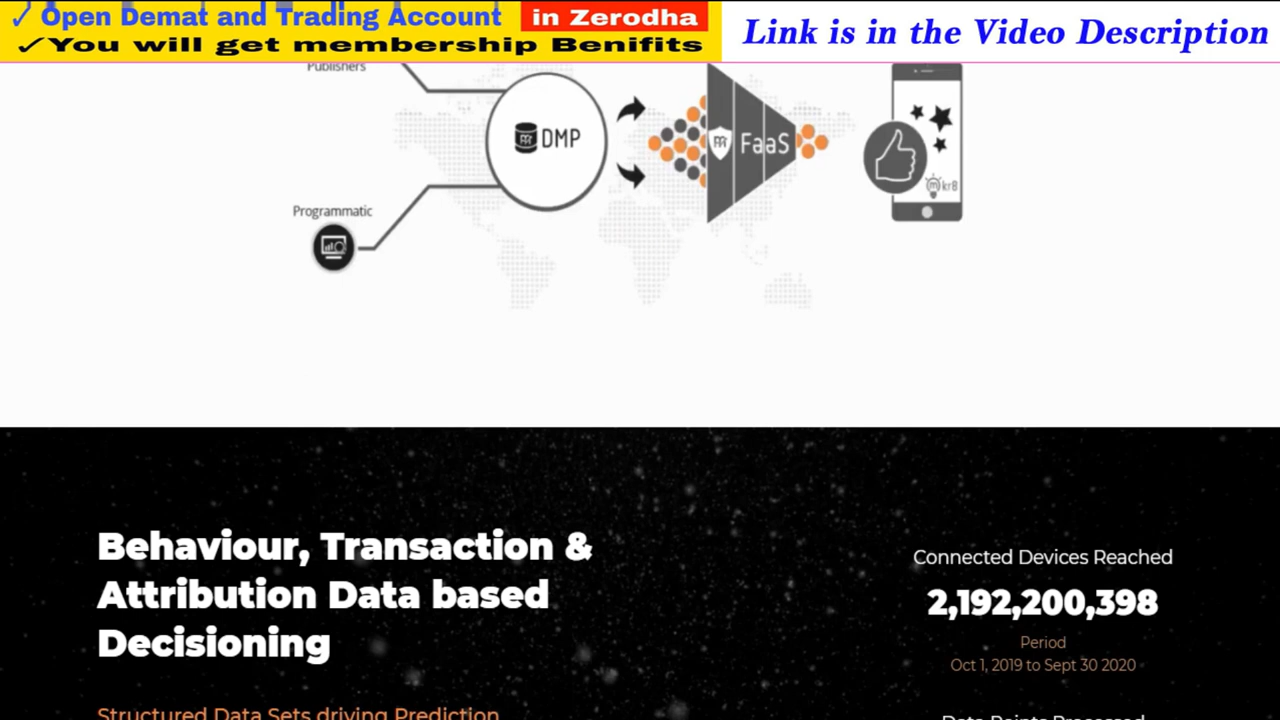 ✓ Open Demat and Trading Account in Zerodha
✓You will get membership Benifits
Link is in the Video Description
Publishers
DMP
FaaS
mkr8
Programmatic
Behaviour, Transaction &
Attribution Data based
Decisioning
Structured Data Sets driving Prediction
Connected Devices Reached
2,192,200,398
Period
Oct 1, 2019 to Sept 30 2020
Data Points Processed